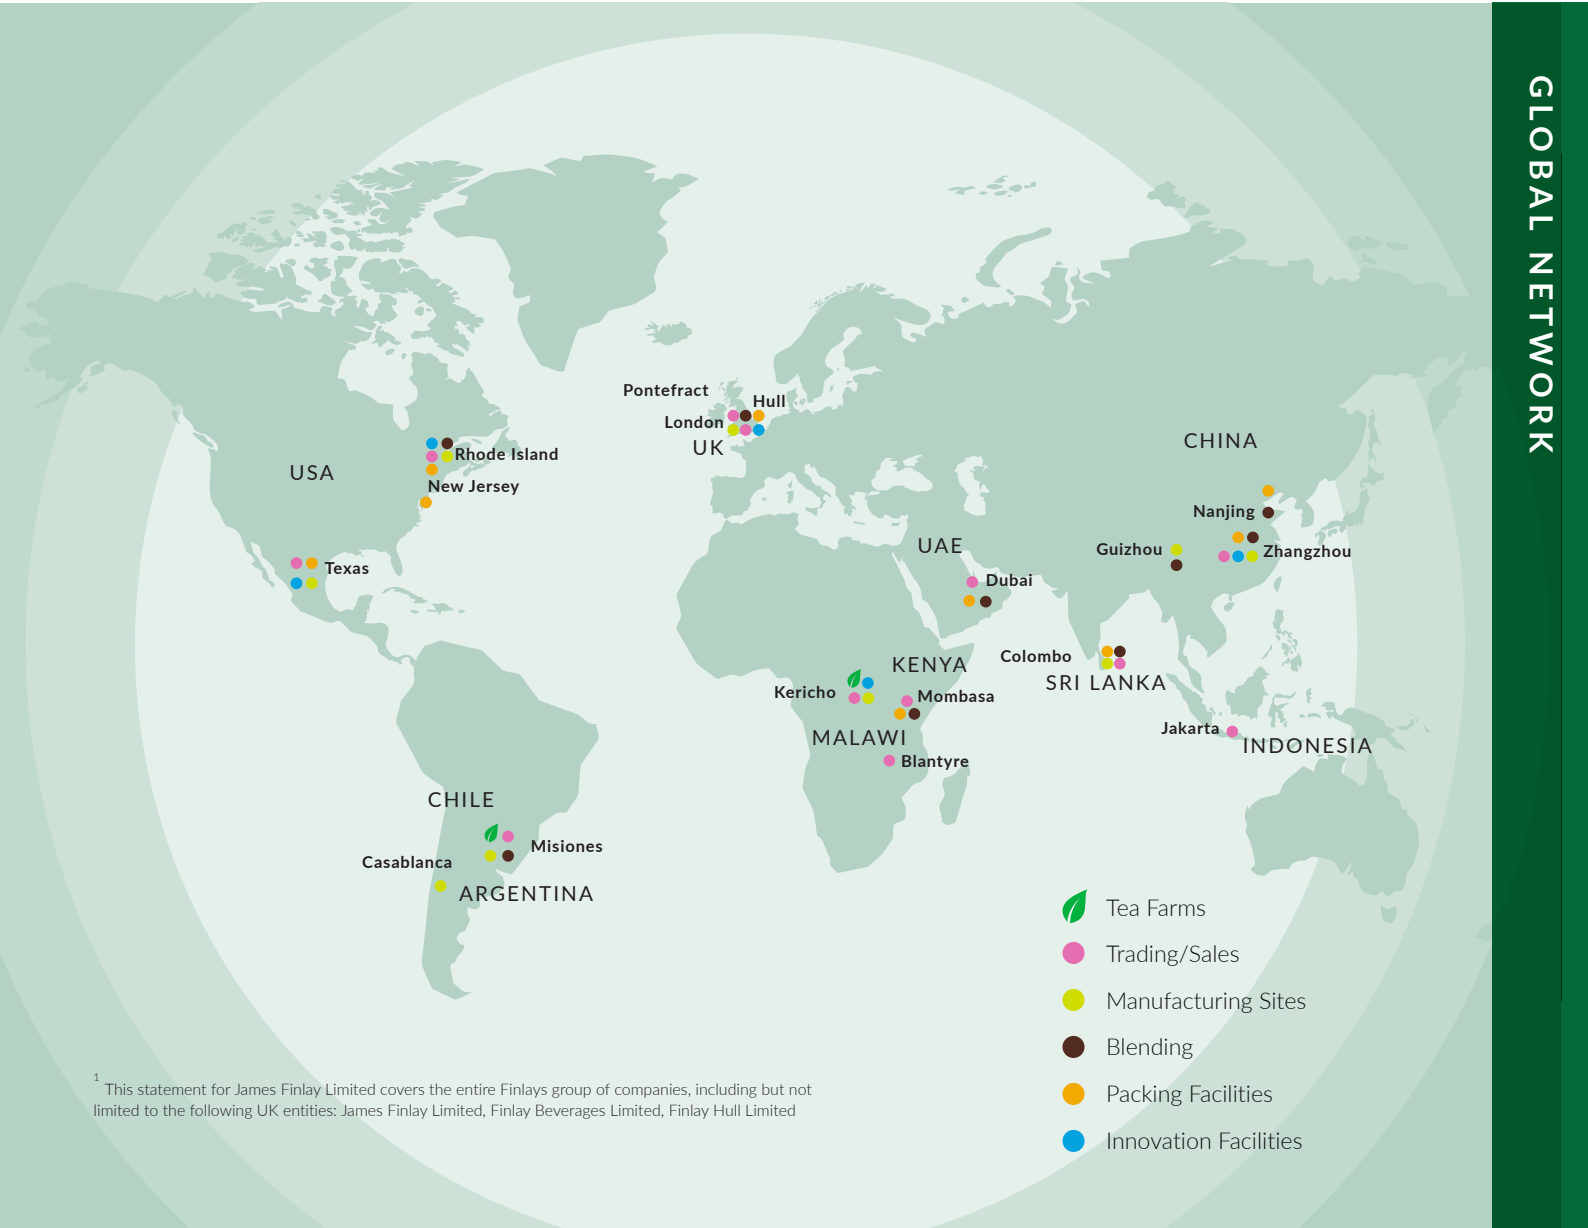 GLOBAL NETWORK
Pontefract
Hull
London
UK
CHINA
Rhode Island
USA
New Jersey
Nanjing
UAE
Guizhou
Zhangzhou
Texas
Dubai
KENYA
Colombo
SRI LANKA
Kericho
Mombasa
Jakarta
MALAWI
INDONESIA
Blantyre
CHILE
Misiones
Casablanca
ARGENTINA
Tea Farms
Trading/Sales
Manufacturing Sites
Blending
Packing Facilities
Innovation Facilities
1 This statement for James Finlay Limited covers the entire Finlays group of companies, including but not
limited to the following UK entities: James Finlay Limited, Finlay Beverages Limited, Finlay Hull Limited